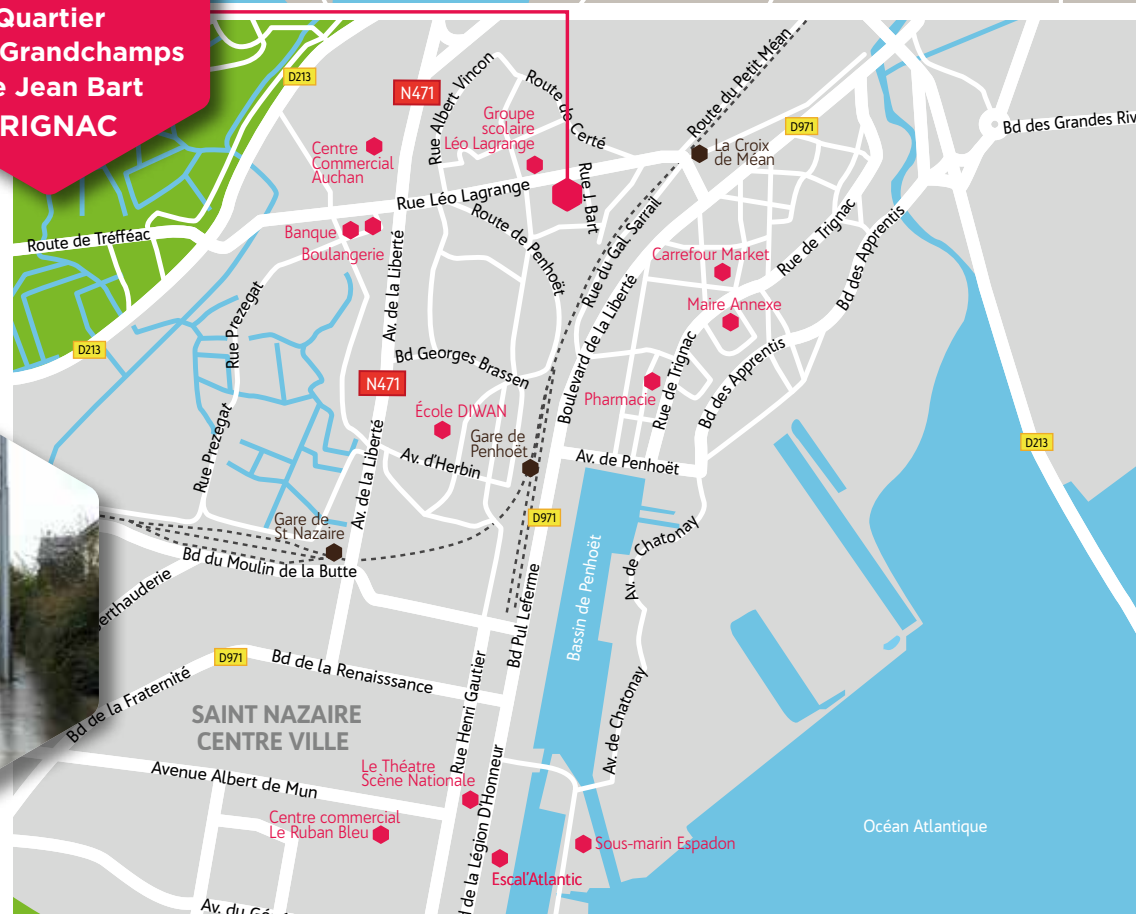 Quartier
Grandchamps
Jean Bart
RIGNAC
D213
N471
Rue Albert Vincon
Route de Certé
Route du Petit Méan
D971
Bd des Grandes Riv
Groupe
scolaire
Léo Lagrange
Centre
Commercial
Auchan
La Croix
de Méan
Rue J. Bart
Rue Léo Lagrange
Route de Tréfféac
Banque
Boulangerie
Route de Penhoët
Rue du Gal. Sarrail
Carrefour Market
Rue de Trignac
Bd des Apprentis
Maire Annexe
Rue Prezegat
Av. de la Liberté
Boulevard de la Liberté
D213
Bd Georges Brassen
N471
Rue de Trignac
Bd des Apprentis
Pharmacie
École DIWAN
Gare de
Penhoët
Rue Prezegat
Av. de la Liberté
Av. d'Herbin
Av. de Penhoët
D213
D971
Gare de
St Nazaire
Bd du Moulin de la Butte
Av. de Chatonay
Bassin de Penhoët
erthauderie
Bd Pul Leferme
D971
Bd de la Renaisssance
Bd de la Fraternité
Rue Henri Gautier
Av. de Chatonay
SAINT NAZAIRE
CENTRE VILLE
Avenue Albert de Mun
Le Théatre
Scène Nationale
de la Légion D'Honneur
Centre commercial
Le Ruban Bleu
Océan Atlantique
Sous-marin Espadon
Escal'Atlantic
Av. du